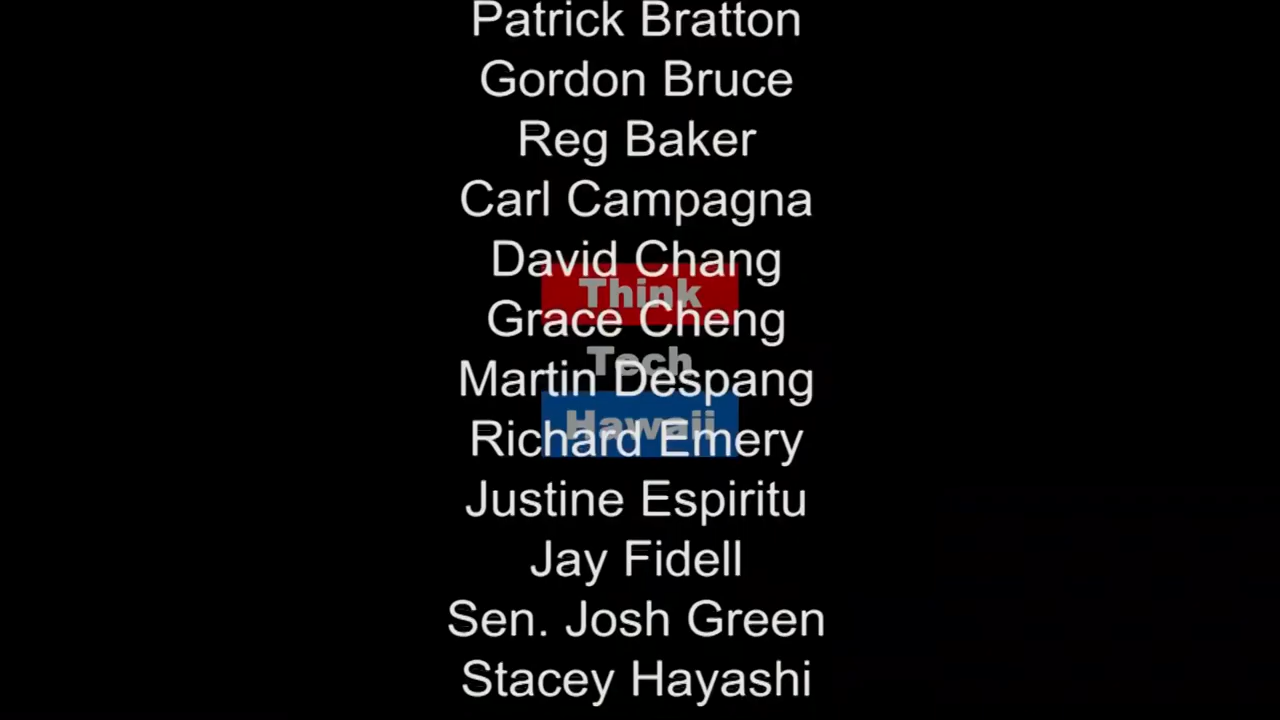 Patrick Bratton
Gordon Bruce
Reg Baker
Carl Campagna
David Chang
Think
Grace Cheng
Tech
Martin Despang
Hawaii
Richard Emery
Justine Espiritu
Jay Fidell
Sen. Josh Green
Stacey Hayashi